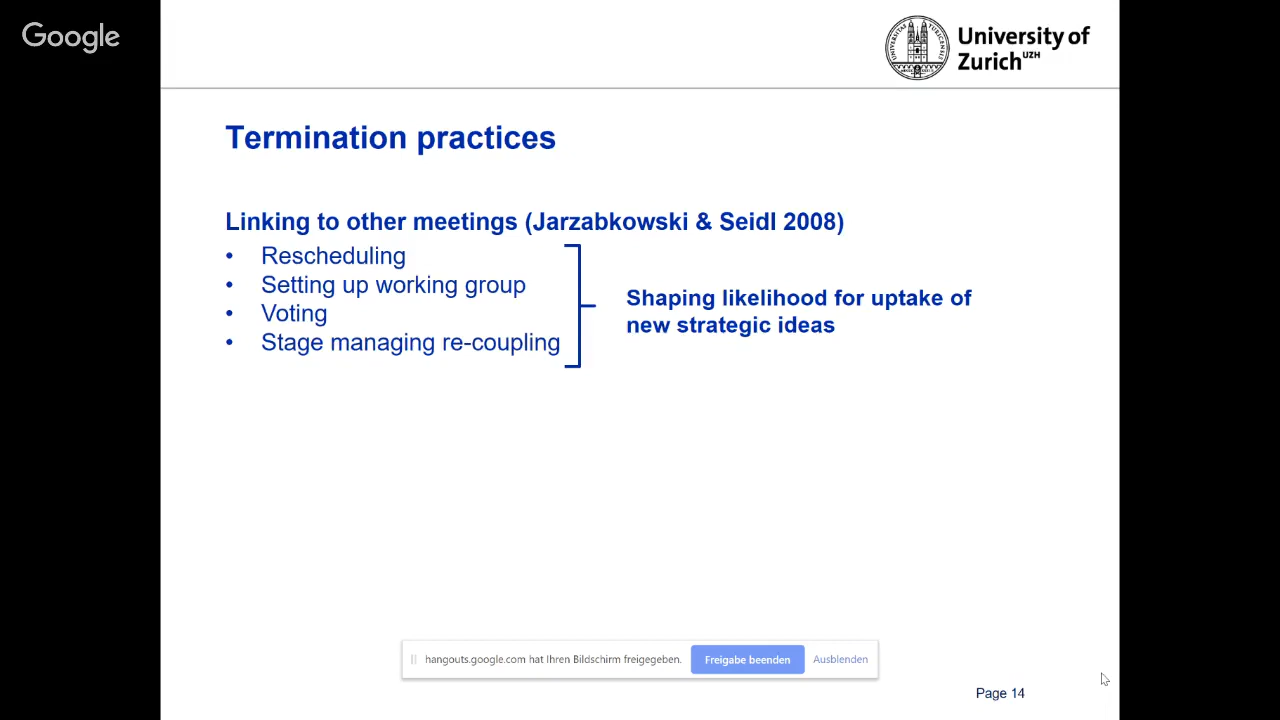 Google
University of
Zurich UZH
Termination practices
Linking to other meetings (Jarzabkowski & Seidl 2008)
• Rescheduling
• Setting up working group
• Voting
• Stage managing re-coupling
Shaping likelihood for uptake of
new strategic ideas
hangouts.google.com hat Ihren Bildschirm freigegeben. Freigabe beenden Ausblenden
Page 14